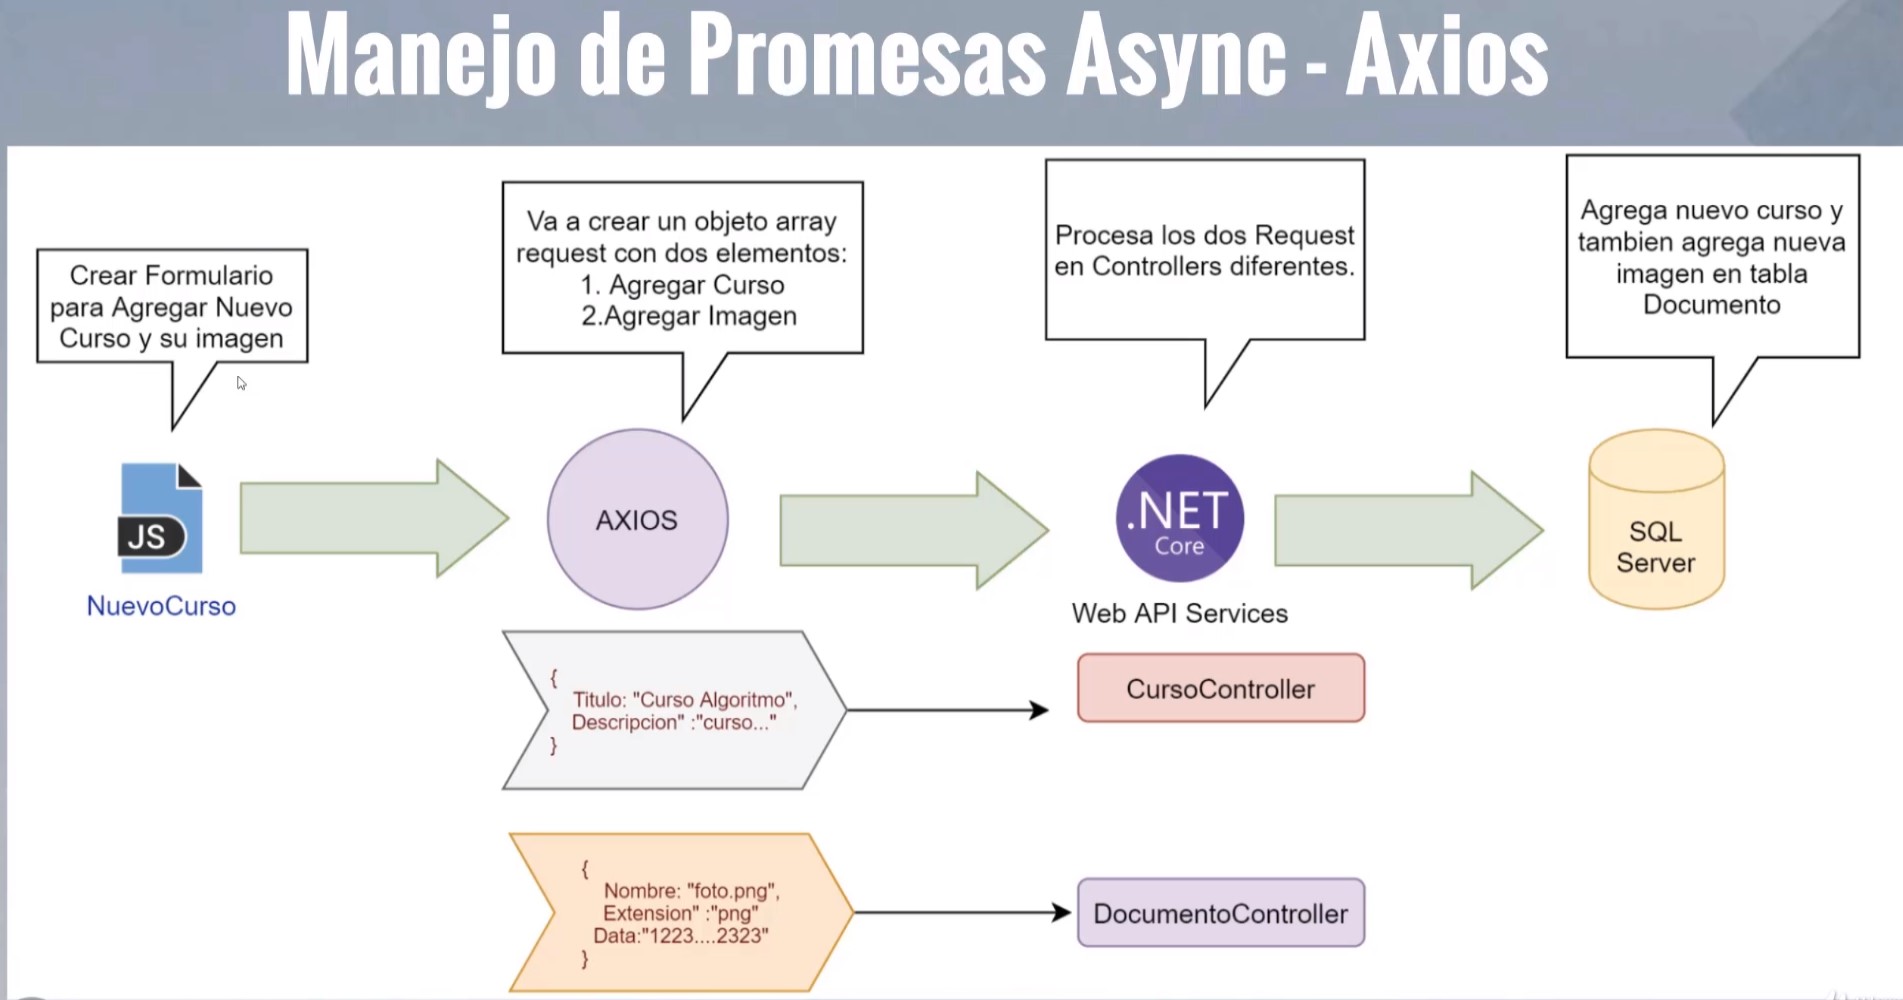 Manejo de Promesas Async - Axios
Crear Formulario
para Agregar Nuevo
Curso y su imagen
Va a crear un objeto array
request con dos elementos:
1. Agregar Curso
2.Agregar Imagen
Procesa los dos Request
en Controllers diferentes.
Agrega nuevo curso y
tambien agrega nueva
imagen en tabla
Documento
JS
NuevoCurso
AXIOS
.NET
Core
Web API Services
SQL
Server
{
Titulo: "Curso Algoritmo",
Descripcion" :"curso..."
}
CursoController
{
Nombre: "foto.png",
Extension" :"png"
Data:"1223....2323"
}
DocumentoController